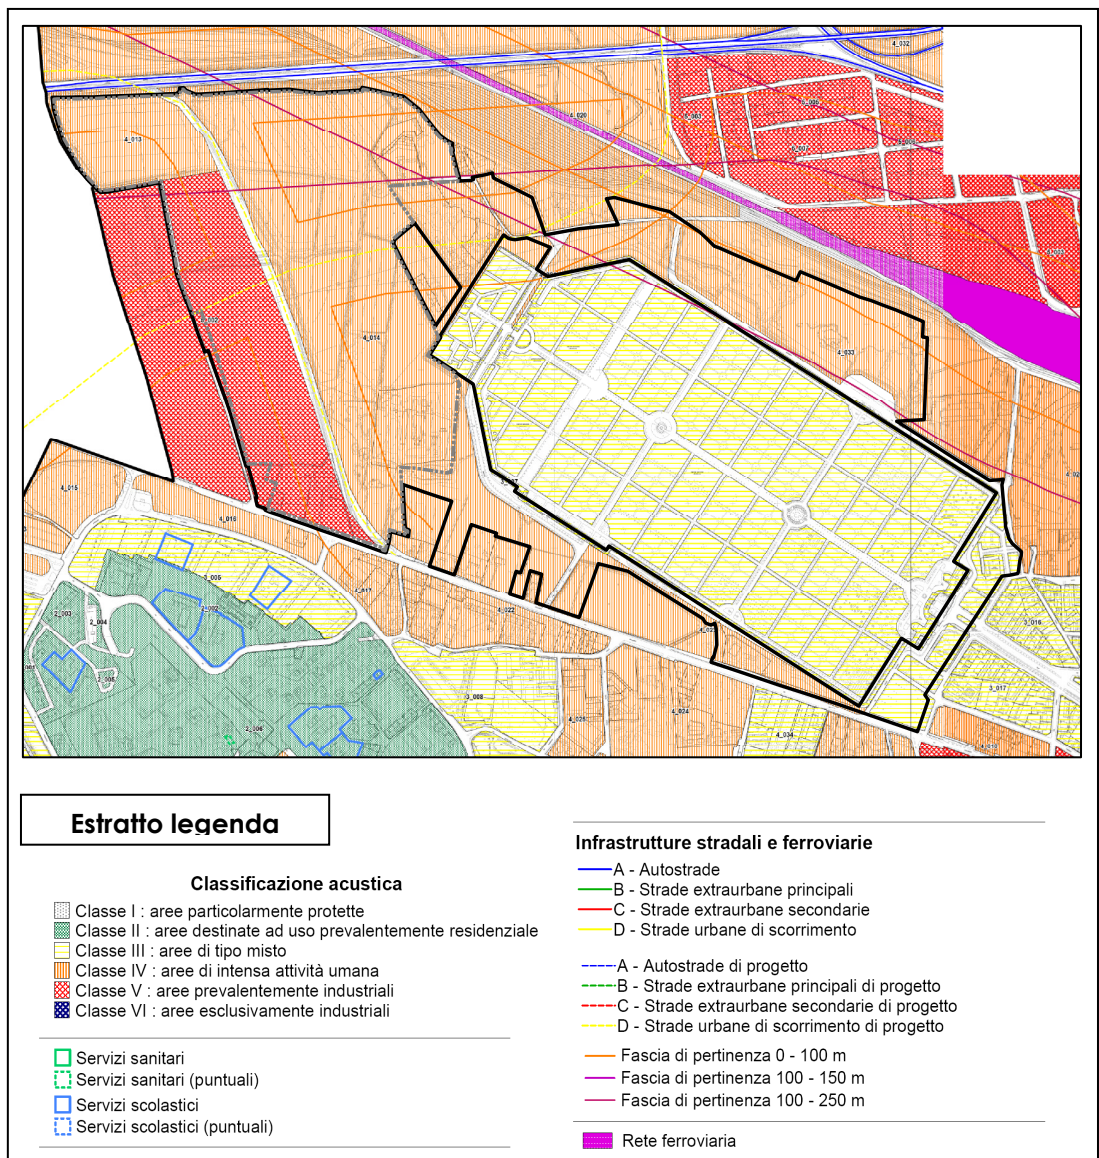 4_032
4_020
5_006
5_003
4_013
4_014
4_033
4_015
4_016
3_005
2_002
2_003
2_004
4_017
4_022
3_016
2_005
3_008
3_017
4_024
4_025
2_006
4_034
Estratto legenda
Classificazione acustica
Classe I : aree particolarmente protette
Classe II : aree destinate ad uso prevalentemente residenziale
Classe III : aree di tipo misto
Classe IV : aree di intensa attività umana
Classe V : aree prevalentemente industriali
Classe VI : aree esclusivamente industriali
Servizi sanitari
Servizi sanitari (puntuali)
Servizi scolastici
Servizi scolastici (puntuali)
Infrastrutture stradali e ferroviarie
A - Autostrade
B - Strade extraurbane principali
C - Strade extraurbane secondarie
D - Strade urbane di scorrimento
A - Autostrade di progetto
B - Strade extraurbane principali di progetto
C - Strade extraurbane secondarie di progetto
D - Strade urbane di scorrimento di progetto
Fascia di pertinenza 0 - 100 m
Fascia di pertinenza 100 - 150 m
Fascia di pertinenza 100 - 250 m
Rete ferroviaria